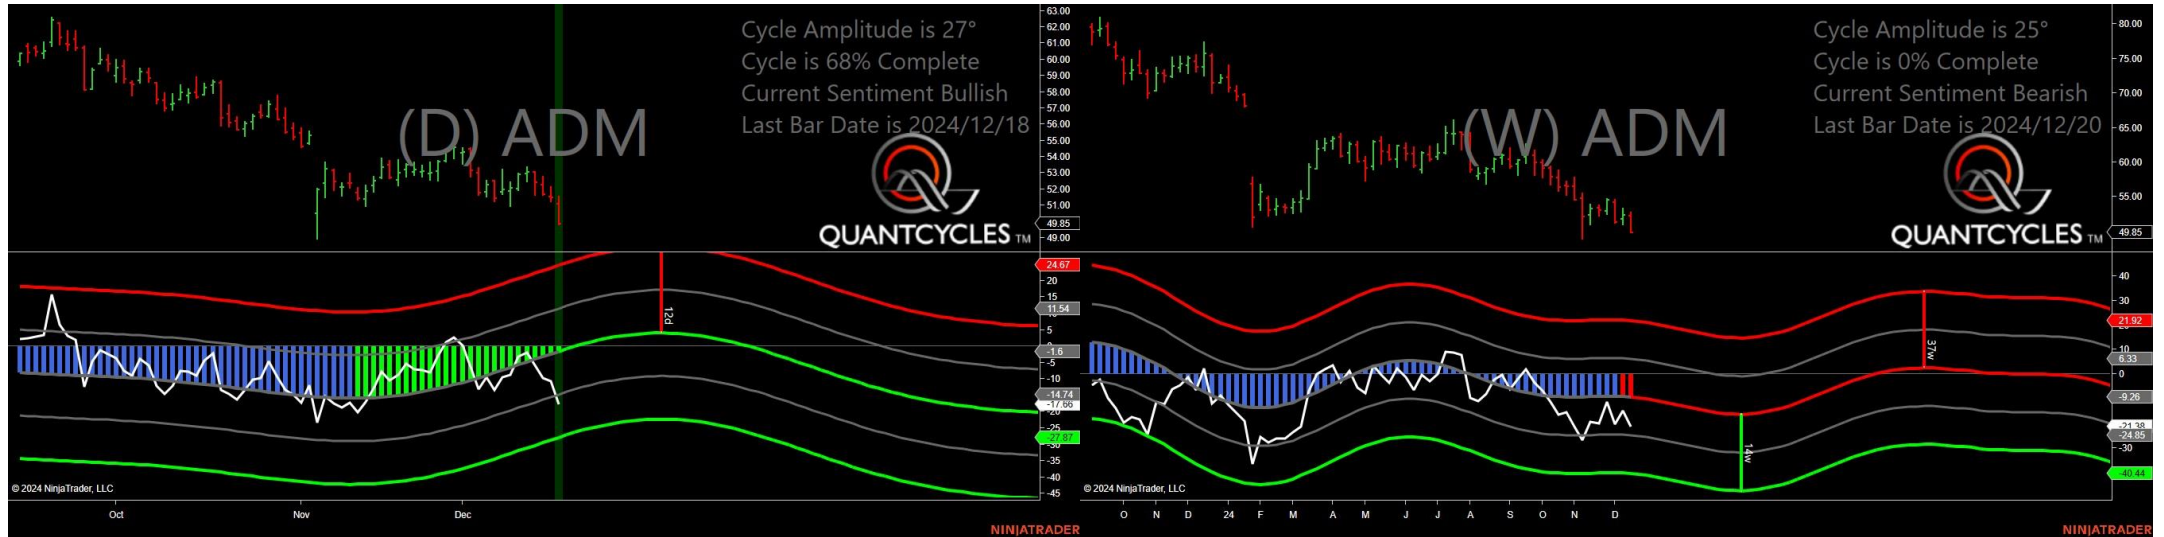 Cycle Amplitude is 27°
Cycle is 68% Complete
Current Sentiment Bullish
Last Bar Date is 2024/12/18
(D) ADM
QUANTCYCLES TM
63.00
62.00
61.00
60.00
59.00
58.00
57.00
56.00
55.00
54.00
53.00
52.00
51.00
49.85
49.00
24.67
20
15
11.54
5
-1.6
-5
-10
-14.74
-17.66
-20
-25
-27.87
-30
-35
-40
-45
12d
© 2024 NinjaTrader, LLC
Oct Nov Dec
NINJATRADER
Cycle Amplitude is 25°
Cycle is 0% Complete
Current Sentiment Bearish
Last Bar Date is 2024/12/20
(W) ADM
QUANTCYCLES TM
80.00
75.00
70.00
65.00
60.00
55.00
49.85
40
30
21.92
10
6.33
0
-9.26
-21.38
-24.85
-30
-40.44
37w
14w
© 2024 NinjaTrader, LLC
O N D 24 F M A M J J A S O N D
NINJATRADER